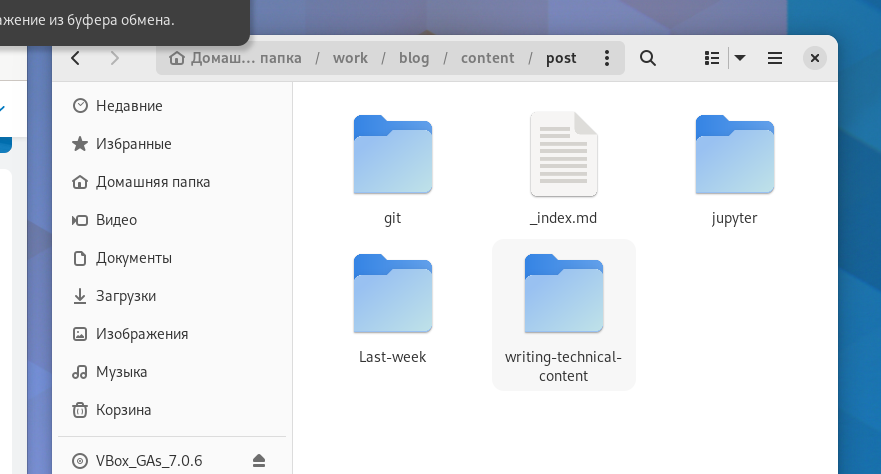 ажение из буфера обмена.
Домаш… папка / work / blog / content / post
Недавние
Избранные
Домашняя папка
Видео
Документы
Загрузки
Изображения
Музыка
Корзина
VBox_GAs_7.0.6
git
_index.md
jupyter
Last-week
writing-technical-
content